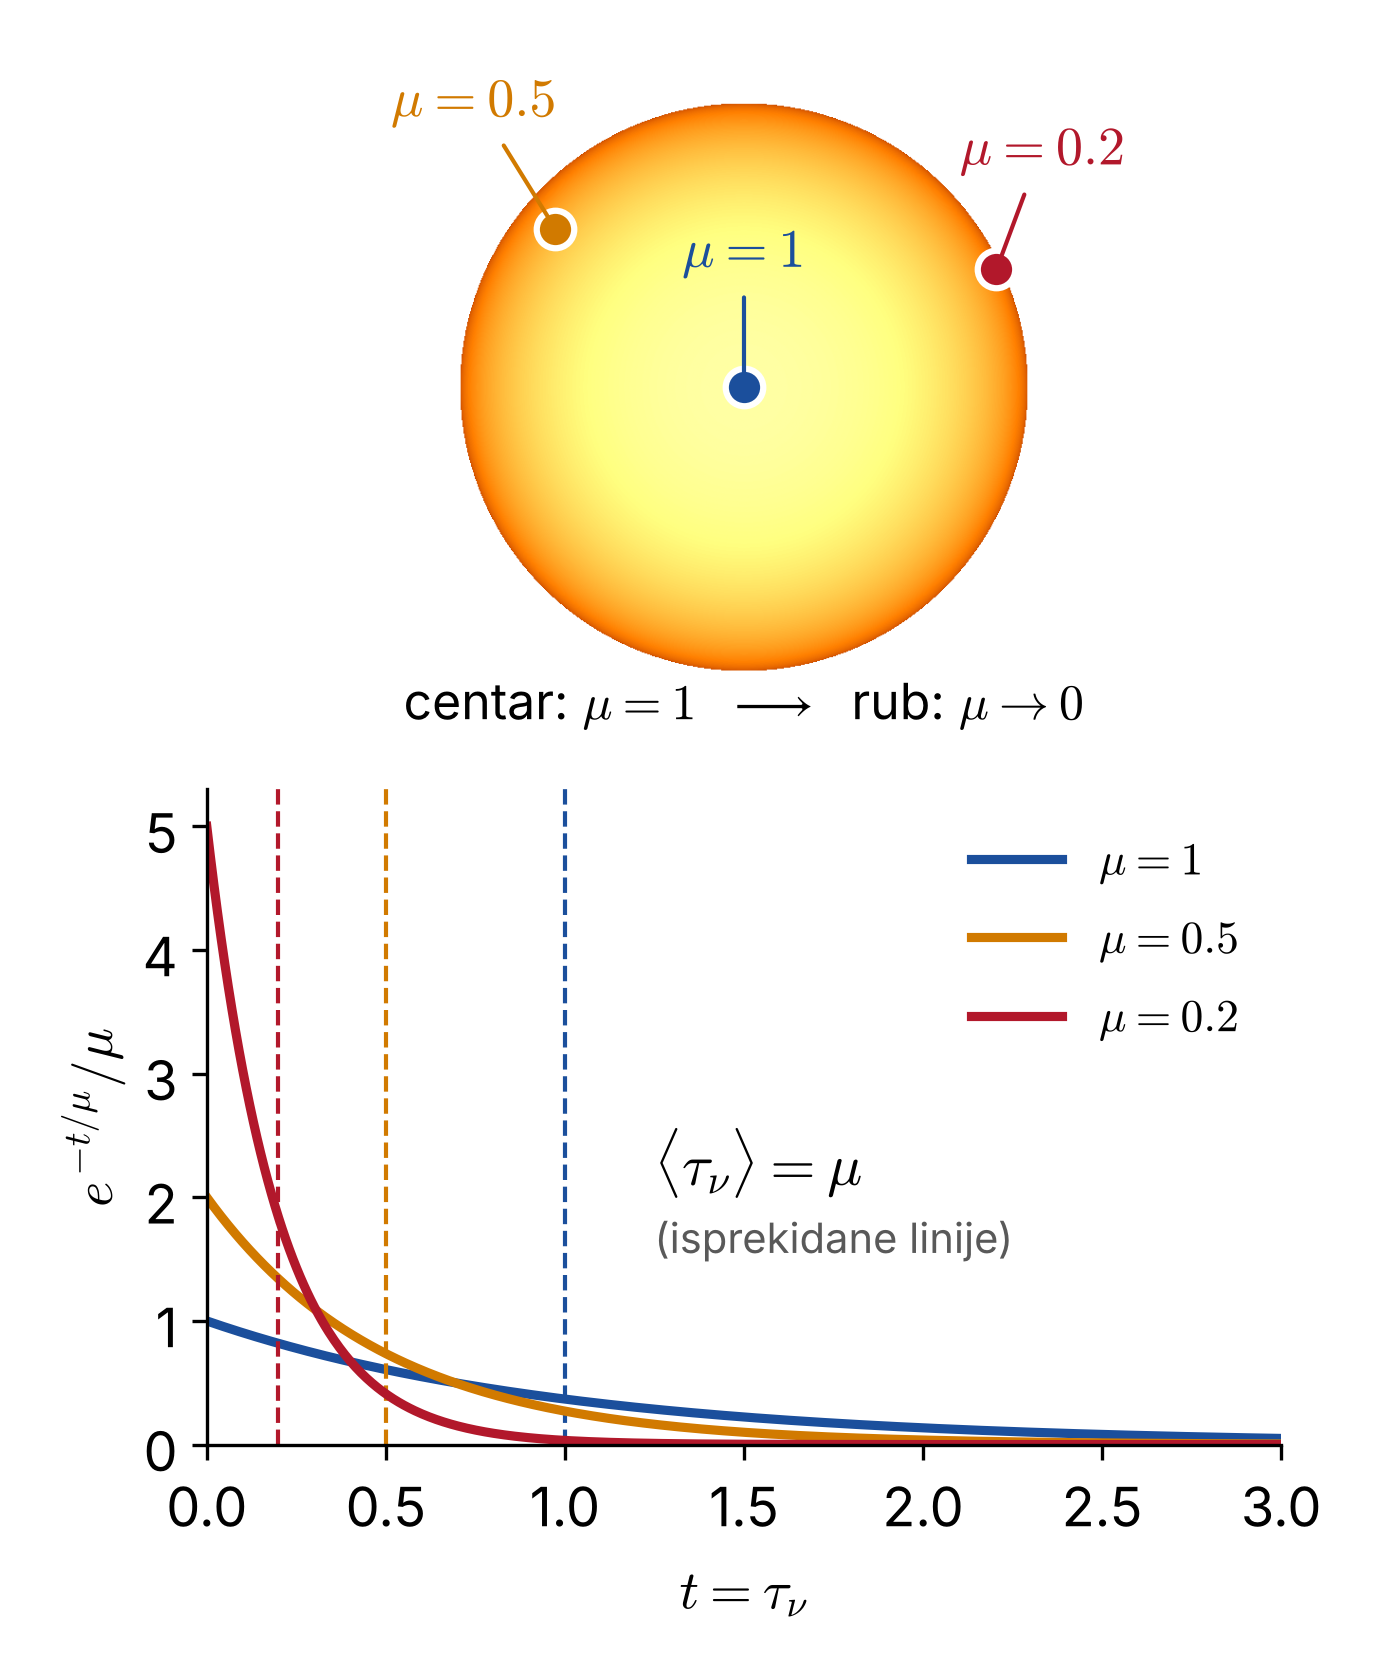 μ = 0.5
μ = 0.2
μ = 1
centar: μ = 1 ⟶ rub: μ → 0
5
4
3
2
1
0
e^{−t/μ}/μ
μ = 1
μ = 0.5
μ = 0.2
⟨τ_ν⟩ = μ
(isprekidane linije)
0.0 0.5 1.0 1.5 2.0 2.5 3.0
t = τ_ν